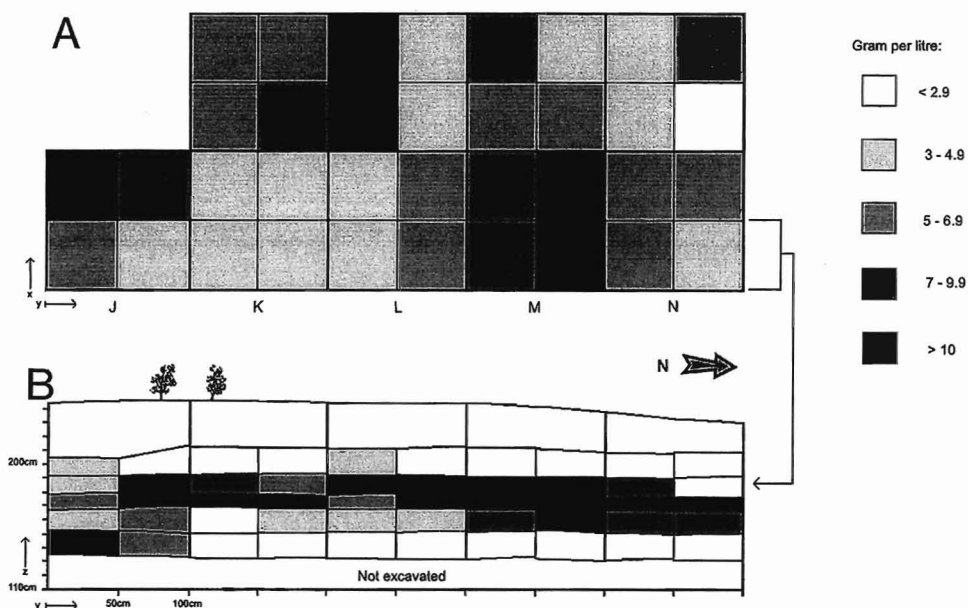 A
Gram per litre:
< 2.9
3 - 4.9
5 - 6.9
7 - 9.9
> 10
x
y
J K L M N
N
B
200cm
z
Not excavated
110cm
y
50cm 100cm